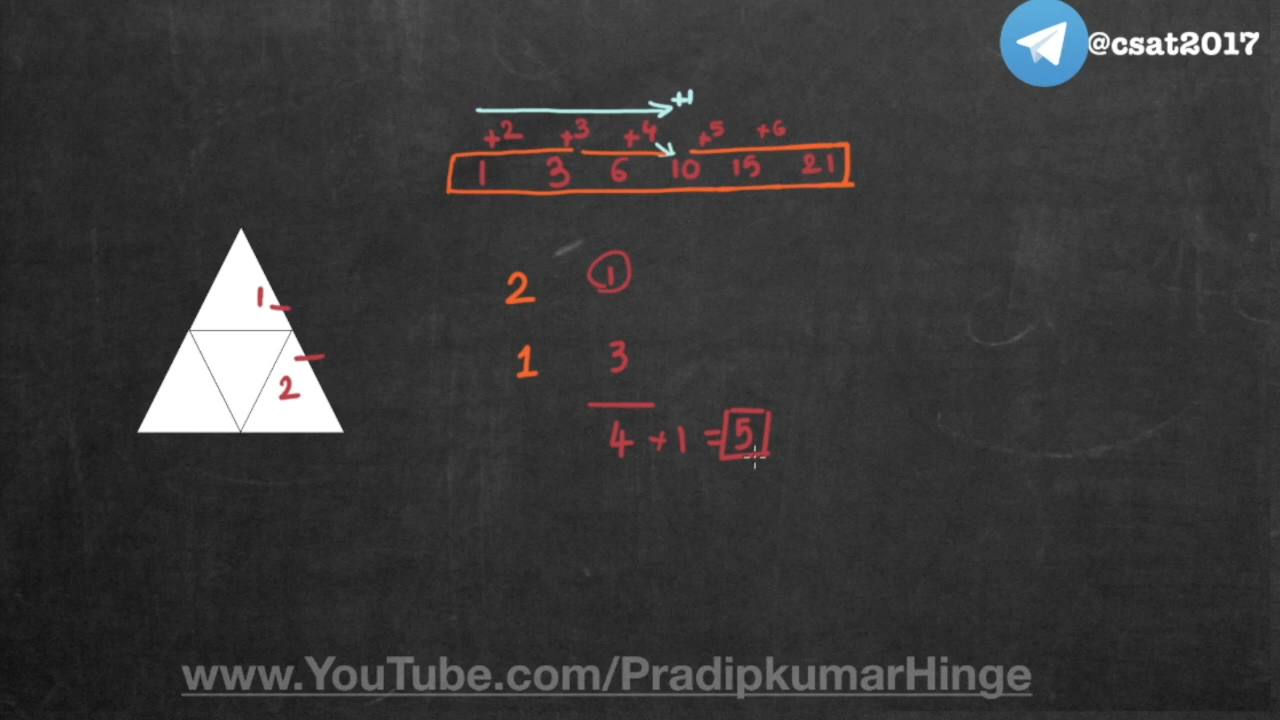 @csat2017
+1
+2 +3 +4 +5 +6
1 3 6 10 15 21
1
2
2 1
1 3
4 + 1 = 5
www.YouTube.com/PradipkumarHinge